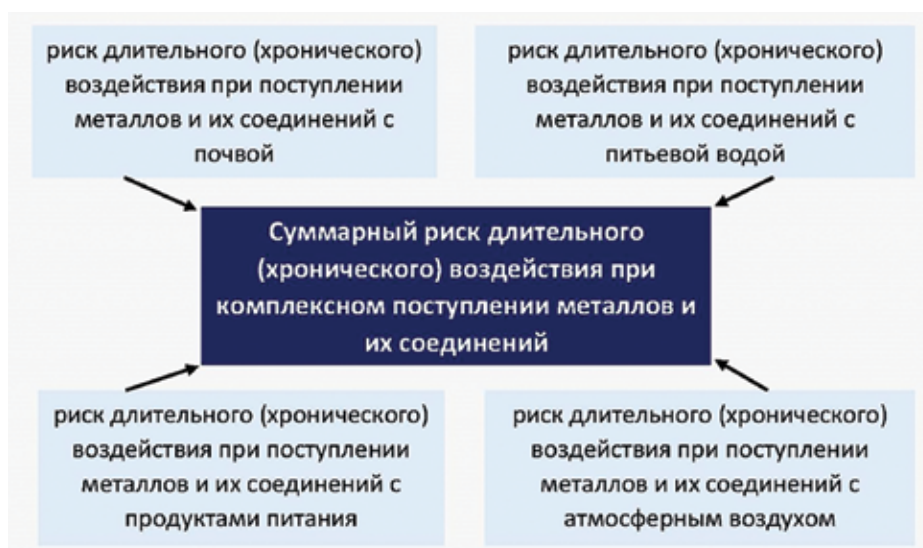 риск длительного (хронического)
воздействия при поступлении
металлов и их соединений с
почвой
риск длительного (хронического)
воздействия при поступлении
металлов и их соединений с
питьевой водой
Суммарный риск длительного
(хронического) воздействия при
комплексном поступлении металлов и
их соединений
риск длительного (хронического)
воздействия при поступлении
металлов и их соединений с
продуктами питания
риск длительного (хронического)
воздействия при поступлении
металлов и их соединений с
атмосферным воздухом